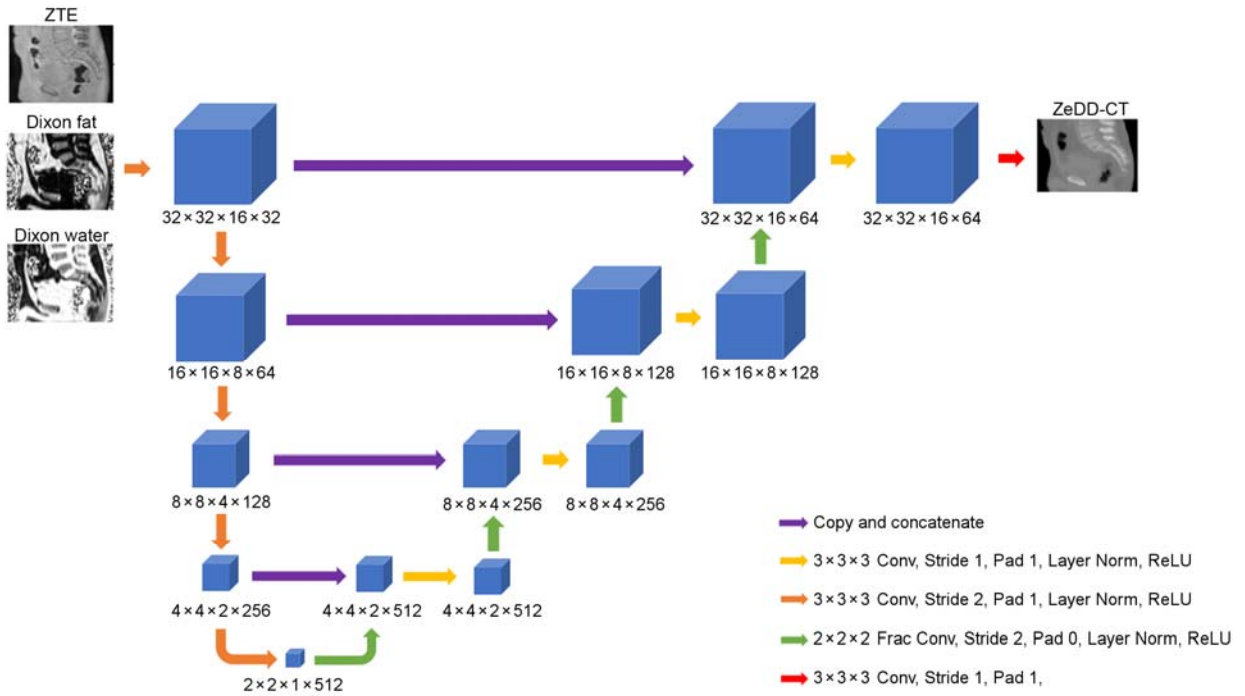 ZTE
Dixon fat
Dixon water
ZeDD-CT
32×32×16×32
32×32×16×64
32×32×16×64
16×16×8×64
16×16×8×128
16×16×8×128
8×8×4×128
8×8×4×256
8×8×4×256
4×4×2×256
4×4×2×512
4×4×2×512
2×2×1×512
Copy and concatenate
3×3×3 Conv, Stride 1, Pad 1, Layer Norm, ReLU
3×3×3 Conv, Stride 2, Pad 1, Layer Norm, ReLU
2×2×2 Frac Conv, Stride 2, Pad 0, Layer Norm, ReLU
3×3×3 Conv, Stride 1, Pad 1,